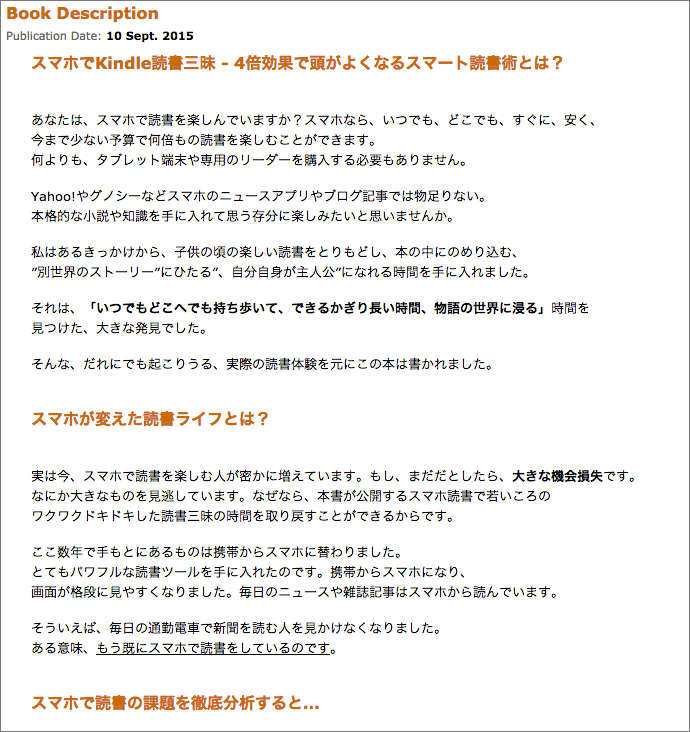 Book Description
Publication Date: 10 Sept. 2015
スマホでKindle読書三昧 - 4倍効果で頭がよくなるスマート読書術とは？
あなたは、スマホで読書を楽しんでいますか？スマホなら、いつでも、どこでも、すぐに、安く、
今まで少ない予算で何倍もの読書を楽しむことができます。
何よりも、タブレット端末や専用のリーダーを購入する必要もありません。
Yahoo!やグノシーなどスマホのニュースアプリやブログ記事では物足りない。
本格的な小説や知識を手に入れて思う存分に楽しみたいと思いませんか。
私はあるきっかけから、子供の頃の楽しい読書をとりもどし、本の中にのめり込む、
”別世界のストーリー”にひたる”、自分自身が主人公”になれる時間を手に入れました。
それは、「いつでもどこへでも持ち歩いて、できるかぎり長い時間、物語の世界に浸る」時間を
見つけた、大きな発見でした。
そんな、だれにでも起こりうる、実際の読書体験を元にこの本は書かれました。
スマホが変えた読書ライフとは？
実は今、スマホで読書を楽しむ人が密かに増えています。もし、まだだとしたら、大きな機会損失です。
なにか大きなものを見逃しています。なぜなら、本書が公開するスマホ読書で若いころの
ワクワクドキドキした読書三昧の時間を取り戻すことができるからです。
ここ数年で手もとにあるものは携帯からスマホに替わりました。
とてもパワフルな読書ツールを手に入れたのです。携帯からスマホになり、
画面が格段に見やすくなりました。毎日のニュースや雑誌記事はスマホから読んでいます。
そういえば、毎日の通勤電車で新聞を読む人を見かけなくなりました。
ある意味、もう既にスマホで読書をしているのです。
スマホで読書の課題を徹底分析すると...